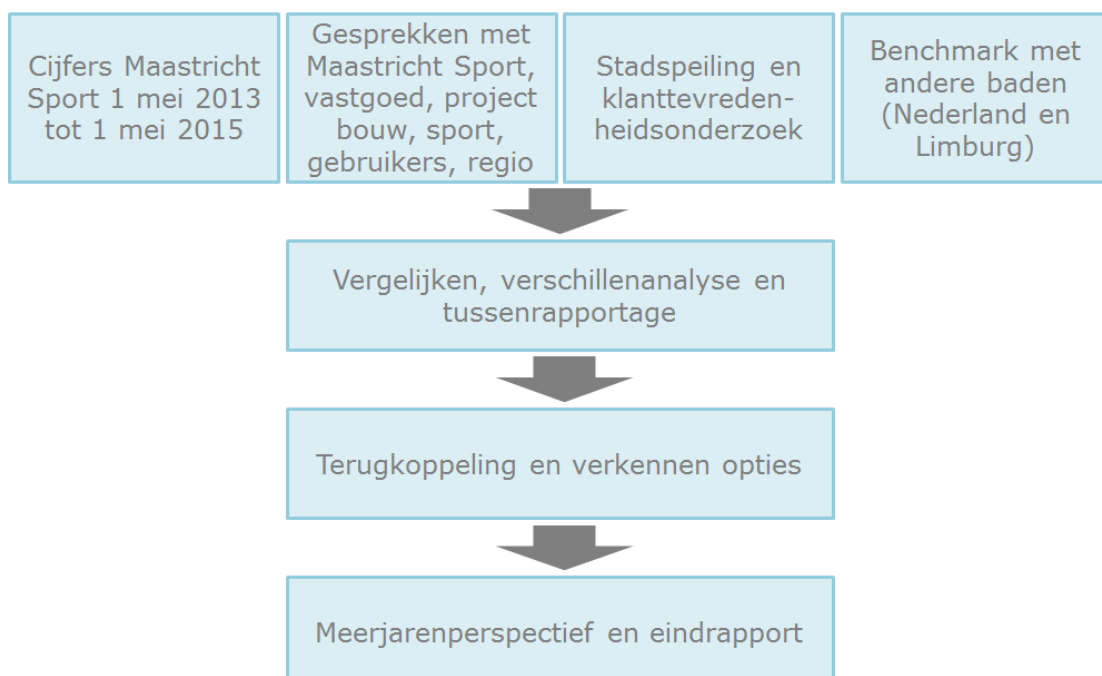 Cijfers Maastricht
Sport 1 mei 2013
tot 1 mei 2015
Gesprekken met
Maastricht Sport,
vastgoed, project
bouw, sport,
gebruikers, regio
Stadspeiling en
klanttevreden-
heidsonderzoek
Benchmark met
andere baden
(Nederland en
Limburg)
Vergelijken, verschillenanalyse en
tussenrapportage
Terugkoppeling en verkennen opties
Meerjarenperspectief en eindrapport